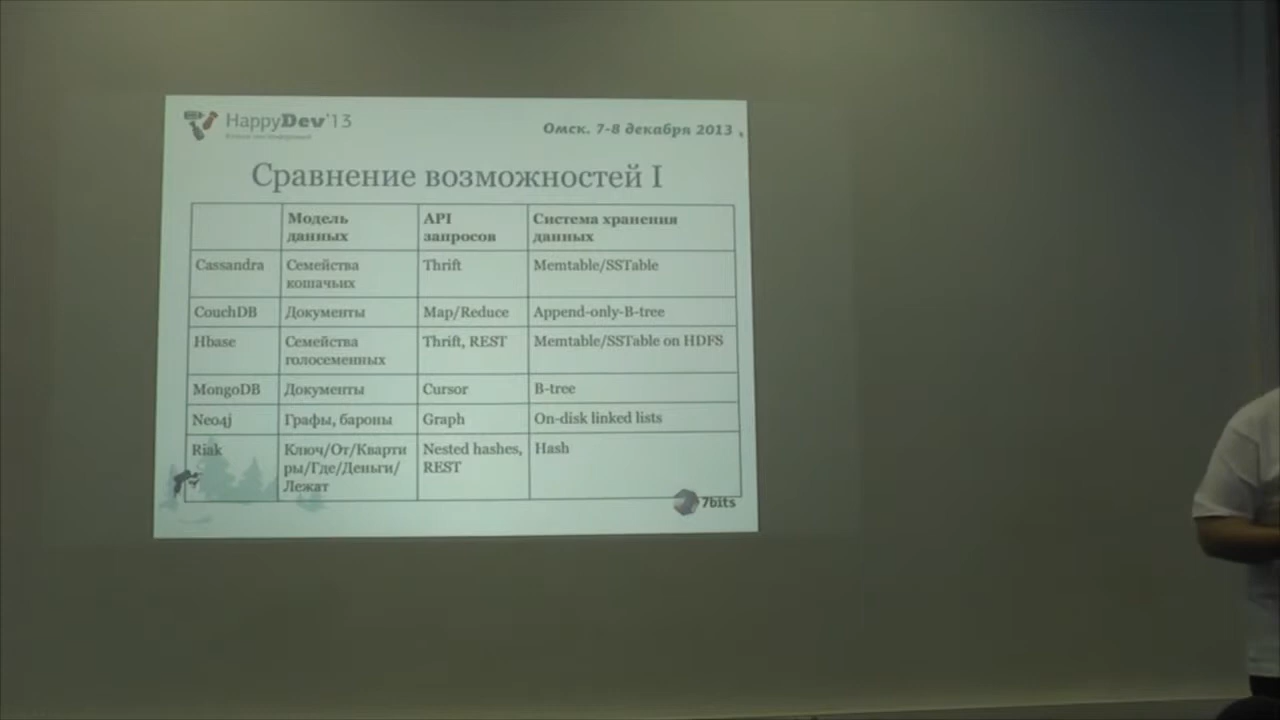 HappyDev'13
Омск. 7-8 декабря 2013
Сравнение возможностей I
Модель
данных
API
запросов
Система хранения
данных
Cassandra
Семейства
кошачьих
Thrift
Memtable/SSTable
CouchDB
Документы
Map/Reduce
Append-only-B-tree
Hbase
Семейства
голосеменных
Thrift, REST
Memtable/SSTable on HDFS
MongoDB
Документы
Cursor
B-tree
Neo4j
Графы, бароны
Graph
On-disk linked lists
Riak
Ключ/От/Кварти
ры/Где/Деньги/
Лежат
Nested hashes,
REST
Hash
7bits